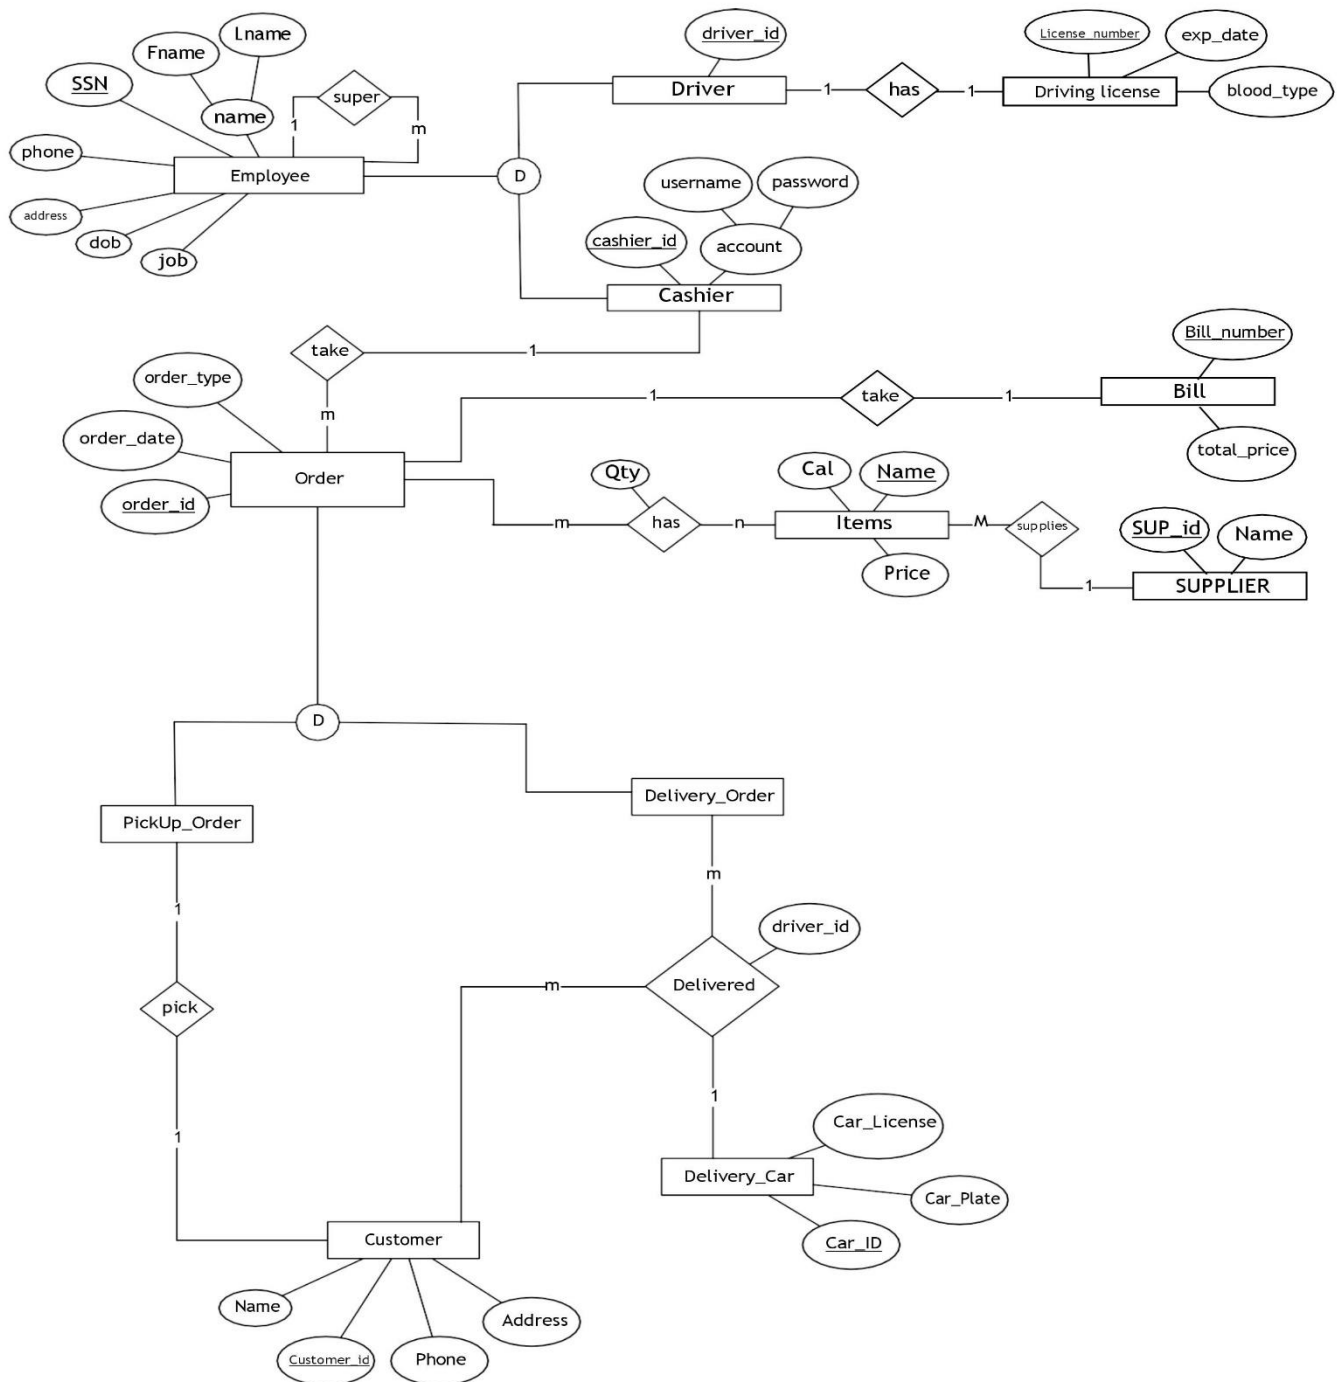 Lname
Fname
SSN
name
super
1
m
phone
Employee
address
dob
job
D
driver_id
Driver
1
has
1
License_number
exp_date
Driving license
blood_type
username
password
cashier_id
account
Cashier
take
1
m
order_type
order_date
order_id
Order
1
take
1
Bill_number
Bill
total_price
Qty
m
has
n
Cal
Name
Items
Price
M
supplies
1
SUP_id
Name
SUPPLIER
D
PickUp_Order
Delivery_Order
1
m
driver_id
Delivered
m
pick
1
1
Car_License
Delivery_Car
Car_Plate
Car_ID
Customer
Name
Address
Customer_id
Phone